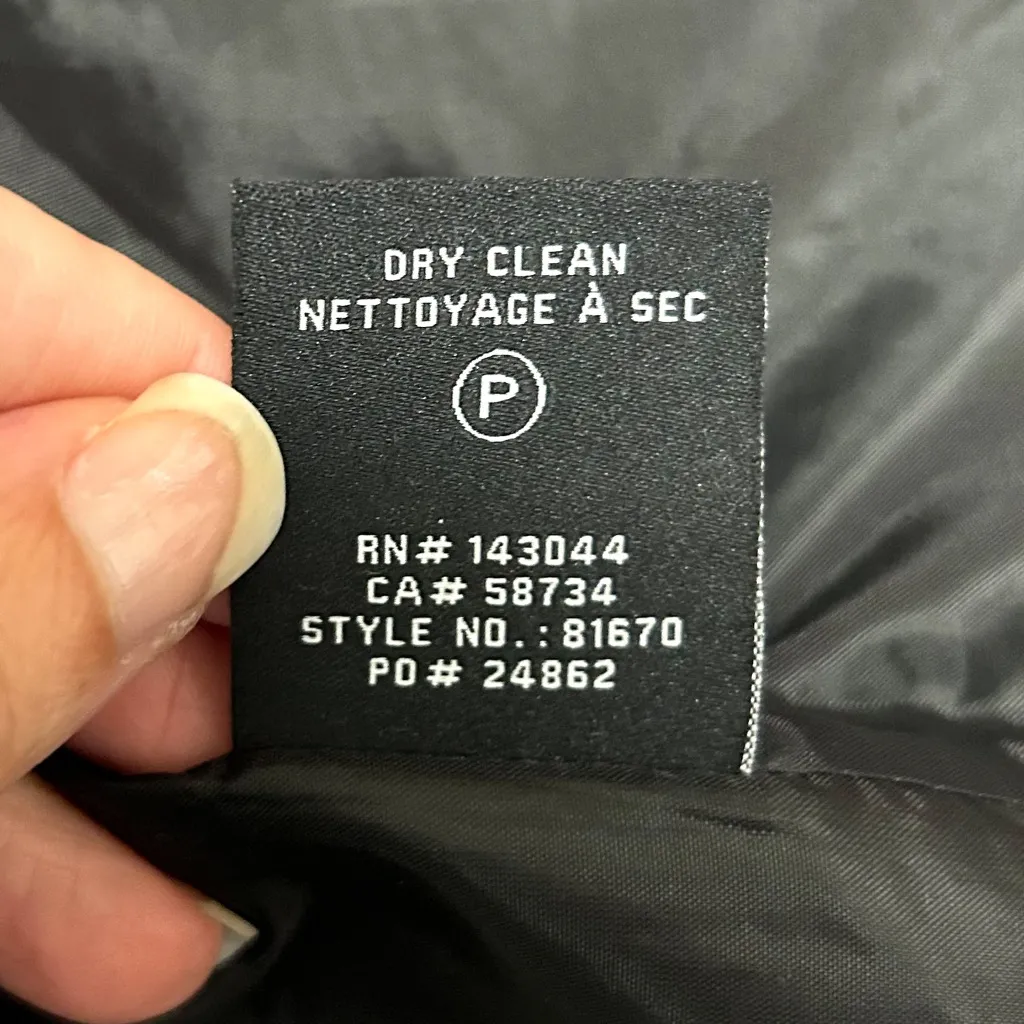 DRY CLEAN
NETTOYAGE À SEC
P
RN# 143044
CA# 58734
STYLE NO.: 81670
PO# 24862